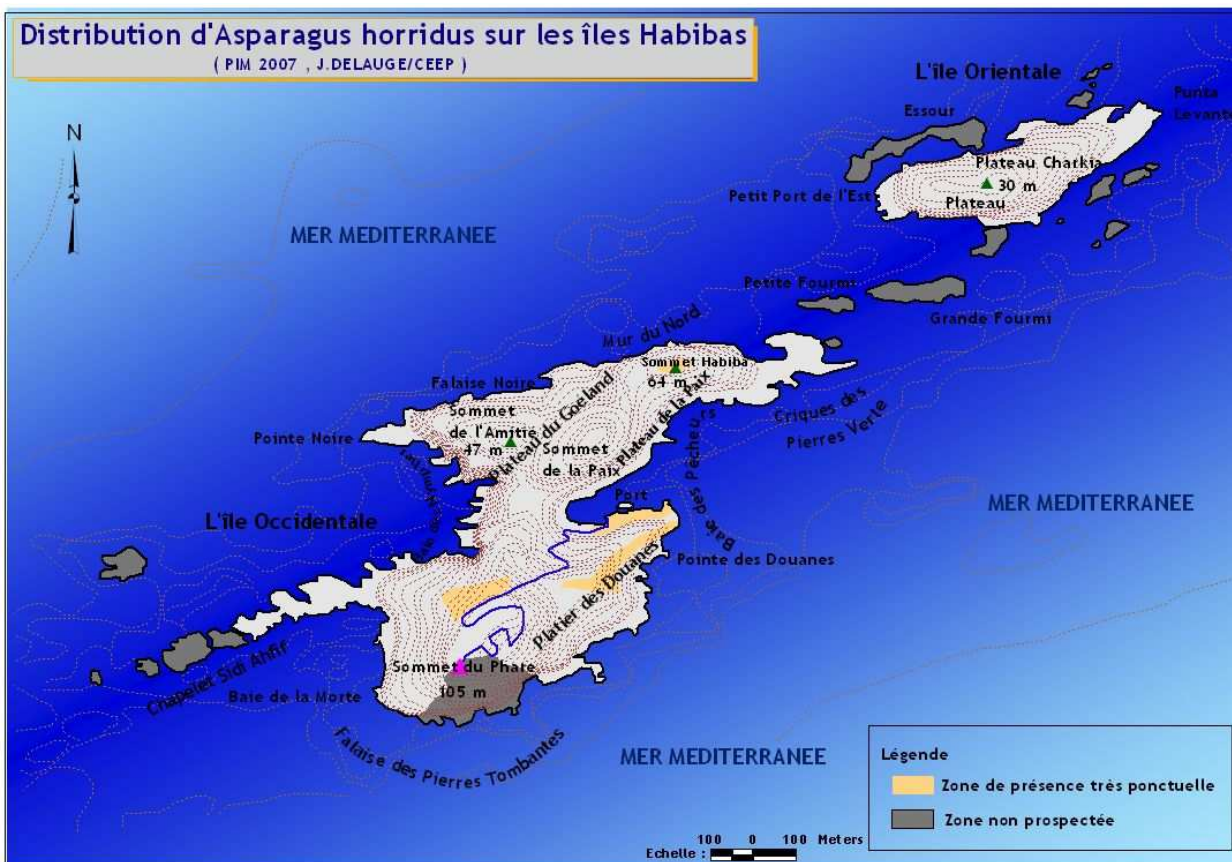 Distribution d'Asparagus horridus sur les îles Habibas
( PIM 2007 , J.DELAUGE/CEEP )
N
L'île Orientale
Essour
Punta
Levante
Plateau Charkia
30 m
Plateau
Petit Port de l'Est
MER MEDITERRANEE
Petite Fourmi
Grande Fourmi
Mur du Nord
Sommet Habiba
64 m
Falaise Noire
Plateau du Goeland
Plateau de la Paix
Criques des
Pierres Verte
Sommet
de l'Amitié
47 m
Pointe Noire
Sommet
de la Paix
Baie des Pêcheurs
Port
MER MEDITERRANEE
L'île Occidentale
Pointe des Douanes
Platier des Douanes
Chapelet Sidi Ahfir
Sommet du Phare
105 m
Baie de la Morte
Falaise des Pierres Tombantes
MER MEDITERRANEE
Légende
Zone de présence très ponctuelle
Zone non prospectée
100 0 100 Meters
Echelle :